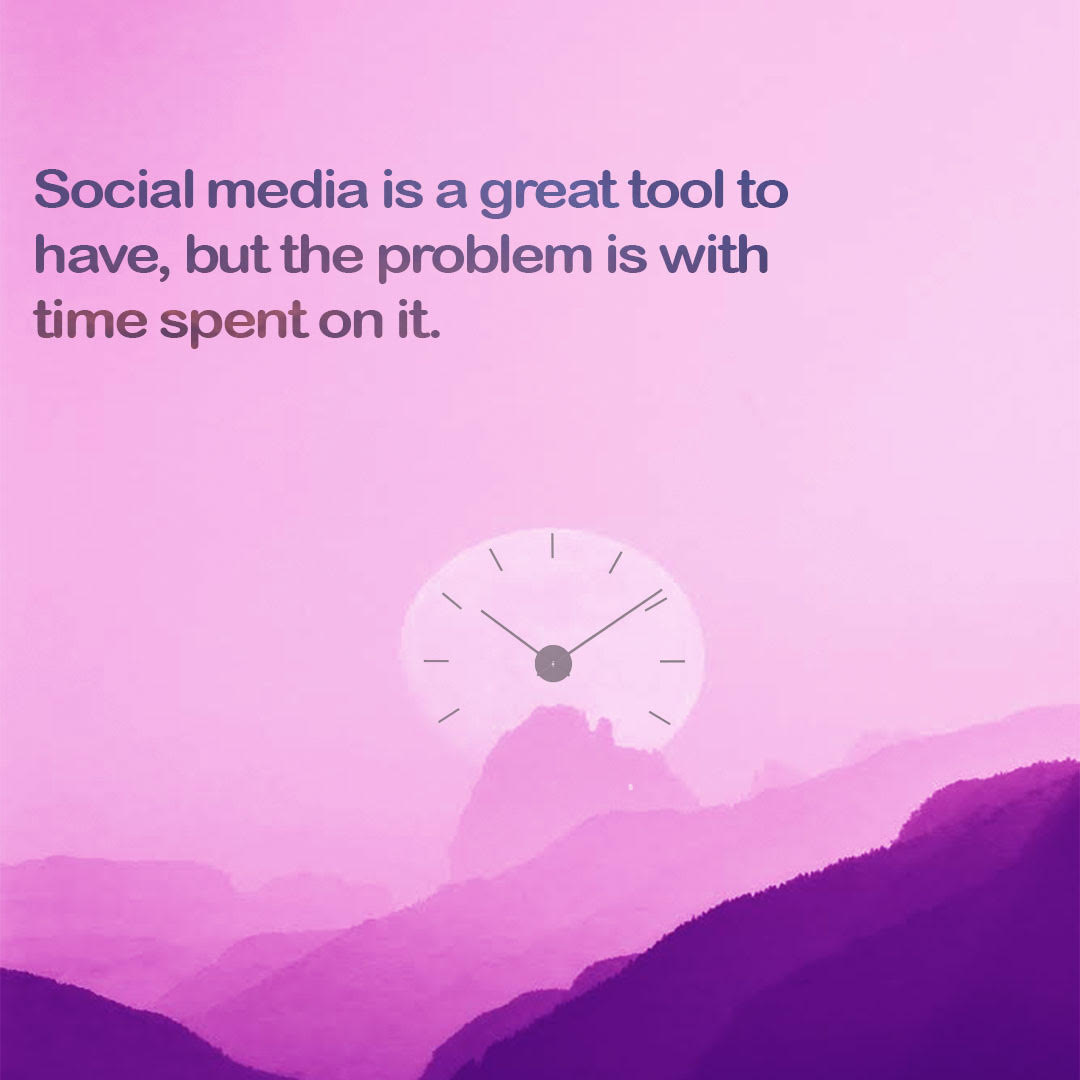 Social media is a great tool to
have, but the problem is with
time spent on it.